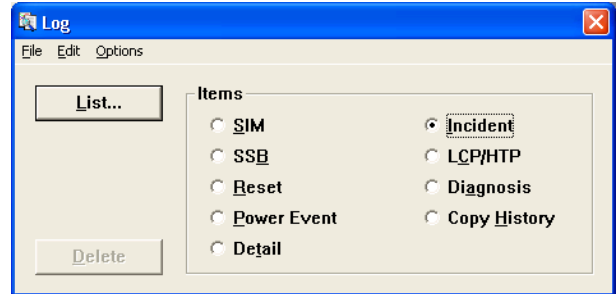 Log
File Edit Options
List...
Items
SIM
SSB
Reset
Power Event
Detail
Incident
LCP/HTP
Diagnosis
Copy History
Delete